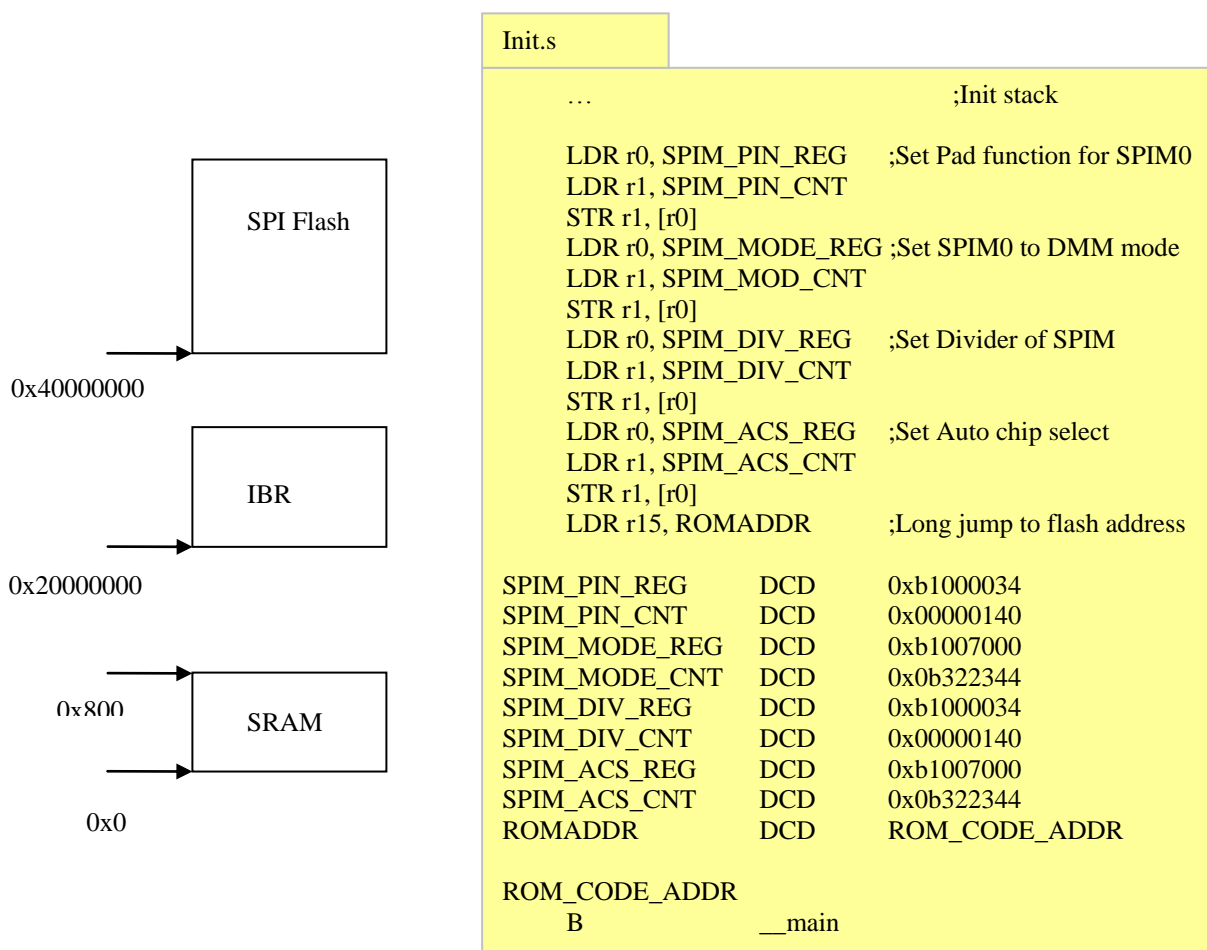 Init.s
… ;Init stack
LDR r0, SPIM_PIN_REG ;Set Pad function for SPIM0
LDR r1, SPIM_PIN_CNT
STR r1, [r0]
LDR r0, SPIM_MODE_REG ;Set SPIM0 to DMM mode
LDR r1, SPIM_MOD_CNT
STR r1, [r0]
LDR r0, SPIM_DIV_REG ;Set Divider of SPIM
LDR r1, SPIM_DIV_CNT
STR r1, [r0]
LDR r0, SPIM_ACS_REG ;Set Auto chip select
LDR r1, SPIM_ACS_CNT
STR r1, [r0]
LDR r15, ROMADDR ;Long jump to flash address
SPIM_PIN_REG DCD 0xb1000034
SPIM_PIN_CNT DCD 0x00000140
SPIM_MODE_REG DCD 0xb1007000
SPIM_MODE_CNT DCD 0x0b322344
SPIM_DIV_REG DCD 0xb1000034
SPIM_DIV_CNT DCD 0x00000140
SPIM_ACS_REG DCD 0xb1007000
SPIM_ACS_CNT DCD 0x0b322344
ROMADDR DCD ROM_CODE_ADDR
ROM_CODE_ADDR
B __main
SPI Flash
0x40000000
IBR
0x20000000
0x800
SRAM
0x0